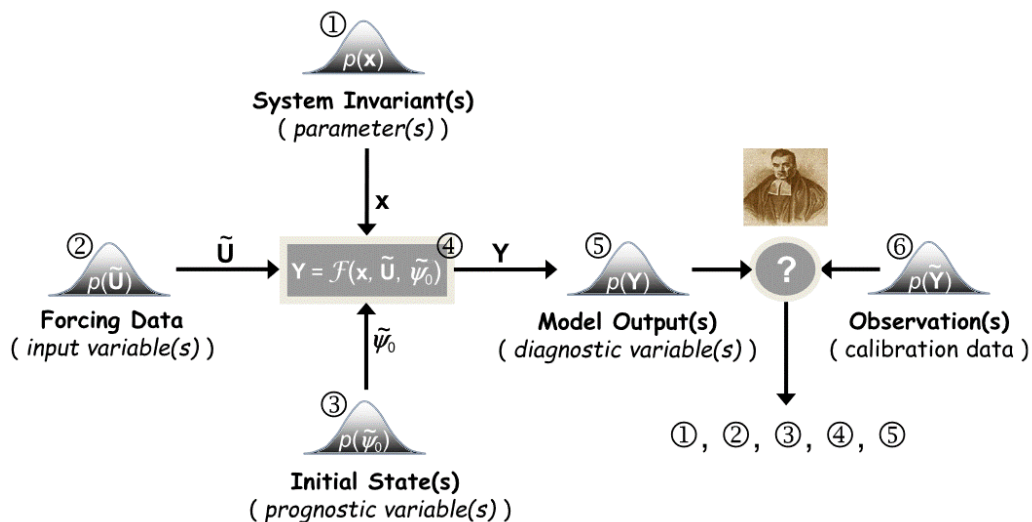 ①
p(x)
System Invariant(s)
( parameter(s) )
x
②
p(Ũ)
Forcing Data
( input variable(s) )
Ũ
④
Y = ℱ(x, Ũ, ψ̃₀)
Y
⑤
p(Y)
Model Output(s)
( diagnostic variable(s) )
?
⑥
p(Ỹ)
Observation(s)
( calibration data )
ψ̃₀
③
p(ψ̃₀)
Initial State(s)
( prognostic variable(s) )
①, ②, ③, ④, ⑤